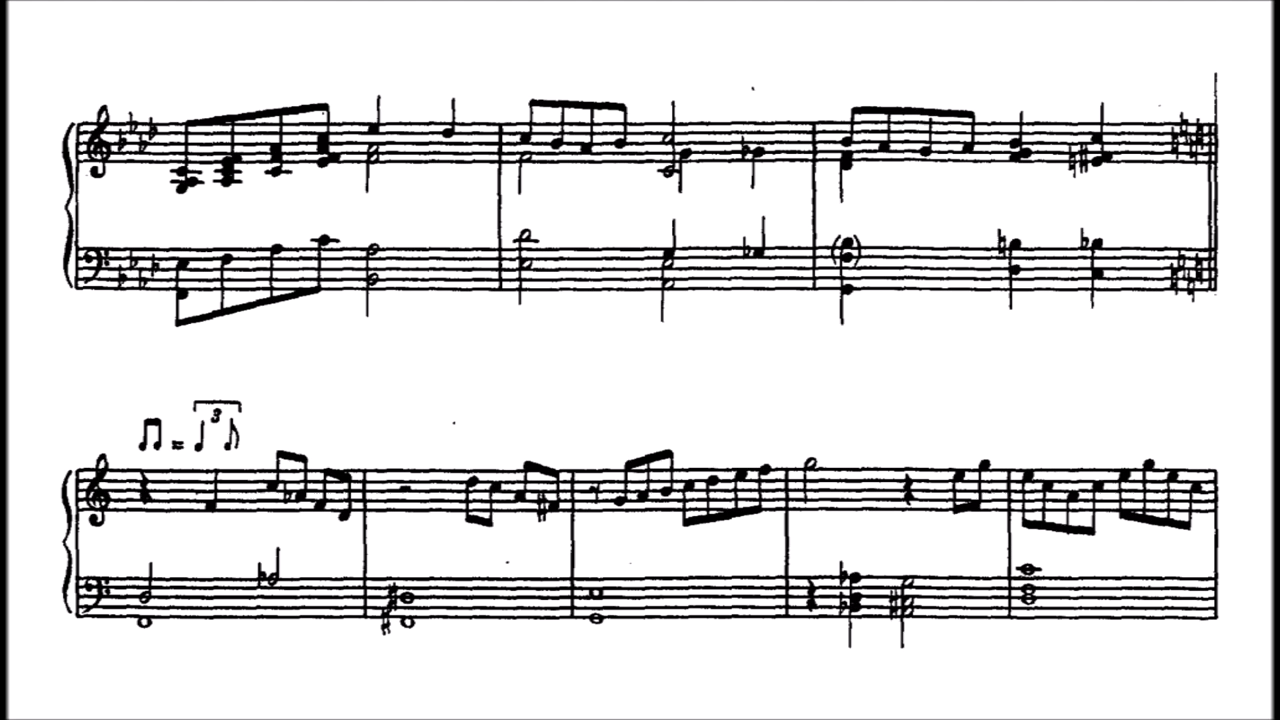 ♫ = ♩ ♪ 3